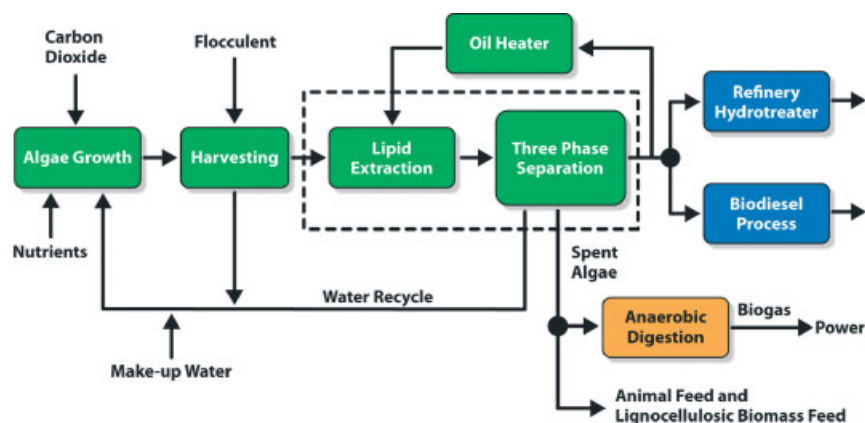 Carbon
Dioxide
Flocculent
Oil Heater
Refinery
Hydrotreater
Algae Growth
Harvesting
Lipid
Extraction
Three Phase
Separation
Biodiesel
Process
Nutrients
Spent
Algae
Water Recycle
Anaerobic
Digestion
Biogas
Power
Make-up Water
Animal Feed and
Lignocellulosic Biomass Feed